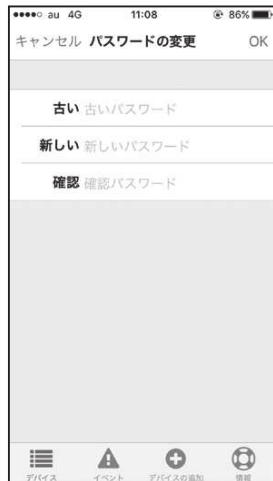 au 4G 11:08 86%
キャンセル パスワードの変更 OK
古い 古いパスワード
新しい 新しいパスワード
確認 確認パスワード
デバイス イベント デバイスの追加 情報